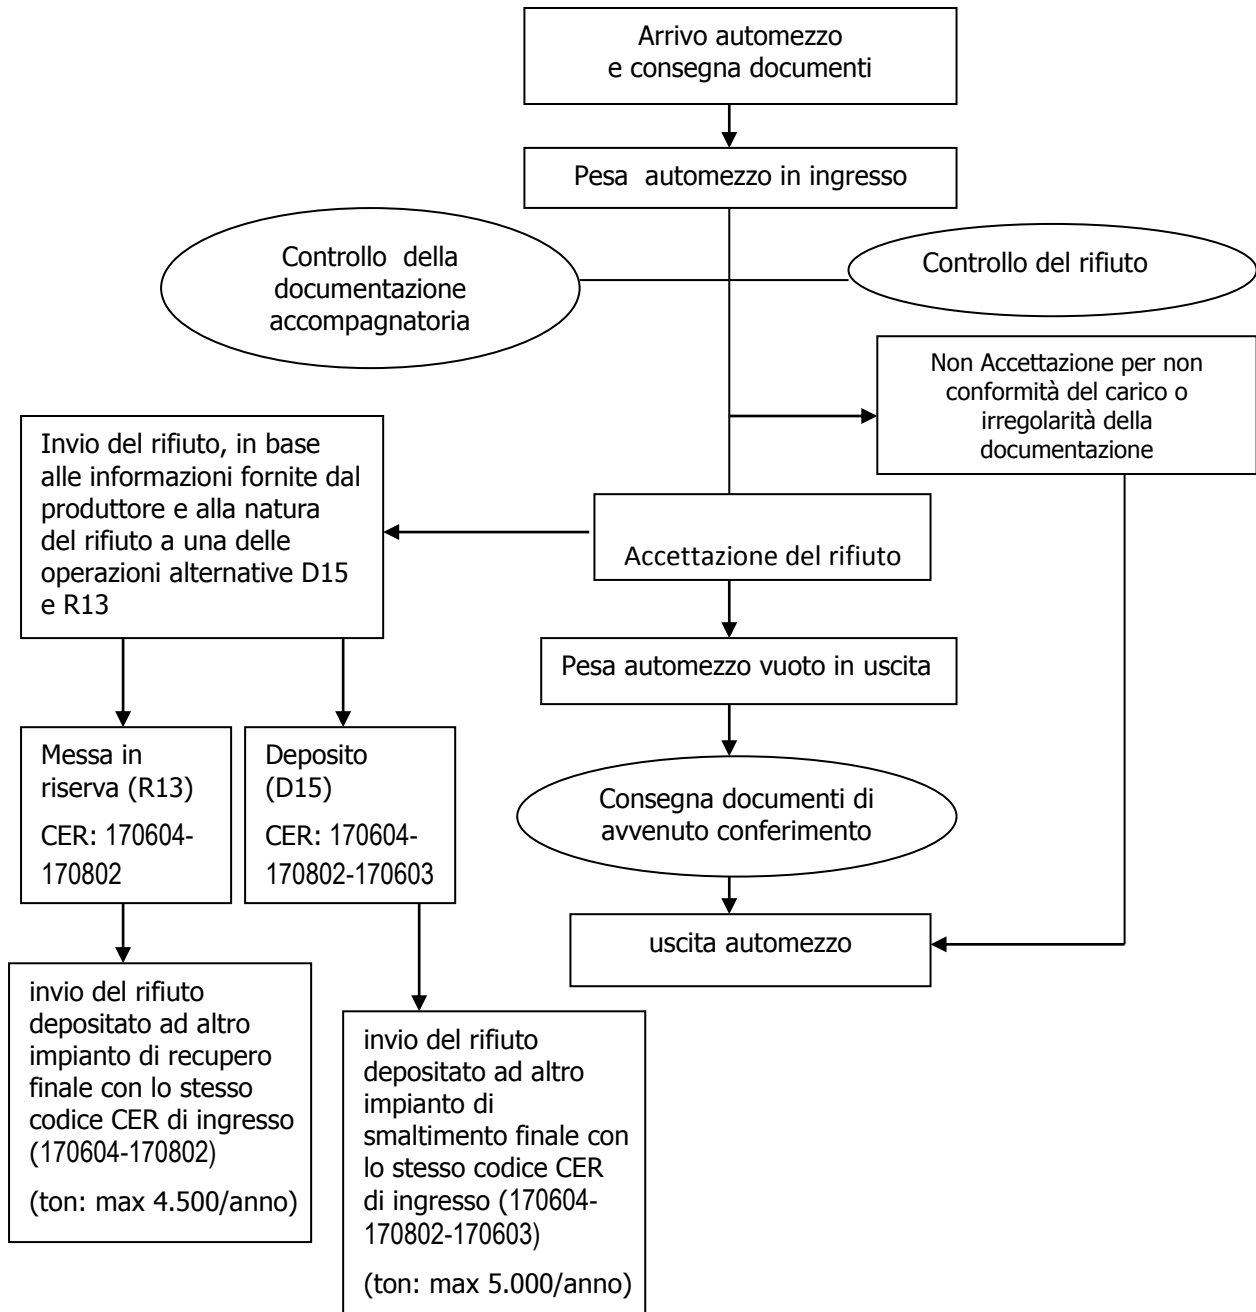 Arrivo automezzo
e consegna documenti
Pesa automezzo in ingresso
Controllo della
documentazione
accompagnatoria
Controllo del rifiuto
Non Accettazione per non
conformità del carico o
irregolarità della
documentazione
Invio del rifiuto, in base
alle informazioni fornite dal
produttore e alla natura
del rifiuto a una delle
operazioni alternative D15
e R13
Accettazione del rifiuto
Pesa automezzo vuoto in uscita
Messa in
riserva (R13)
CER: 170604-
170802
Deposito
(D15)
CER: 170604-
170802-170603
Consegna documenti di
avvenuto conferimento
uscita automezzo
invio del rifiuto
depositato ad altro
impianto di recupero
finale con lo stesso
codice CER di ingresso
(170604-170802)
(ton: max 4.500/anno)
invio del rifiuto
depositato ad altro
impianto di
smaltimento finale con
lo stesso codice CER
di ingresso (170604-
170802-170603)
(ton: max 5.000/anno)